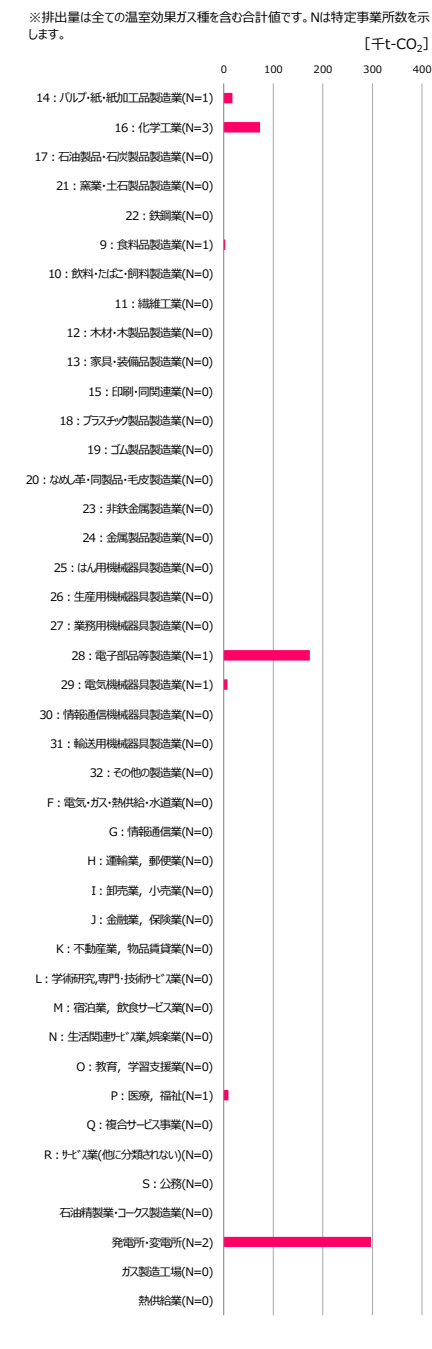 ※排出量は全ての温室効果ガス種を含む合計値です。Nは特定事業所数を示
します。
[千t-CO₂]
0 100 200 300 400
14：パルプ・紙・紙加工品製造業(N=1)
16：化学工業(N=3)
17：石油製品・石炭製品製造業(N=0)
21：窯業・土石製品製造業(N=0)
22：鉄鋼業(N=0)
9：食料品製造業(N=1)
10：飲料・たばこ・飼料製造業(N=0)
11：繊維工業(N=0)
12：木材・木製品製造業(N=0)
13：家具・装備品製造業(N=0)
15：印刷・同関連業(N=0)
18：プラスチック製品製造業(N=0)
19：ゴム製品製造業(N=0)
20：なめし革・同製品・毛皮製造業(N=0)
23：非鉄金属製造業(N=0)
24：金属製品製造業(N=0)
25：はん用機械器具製造業(N=0)
26：生産用機械器具製造業(N=0)
27：業務用機械器具製造業(N=0)
28：電子部品等製造業(N=1)
29：電気機械器具製造業(N=1)
30：情報通信機械器具製造業(N=0)
31：輸送用機械器具製造業(N=0)
32：その他の製造業(N=0)
F：電気・ガス・熱供給・水道業(N=0)
G：情報通信業(N=0)
H：運輸業，郵便業(N=0)
I：卸売業，小売業(N=0)
J：金融業，保険業(N=0)
K：不動産業，物品賃貸業(N=0)
L：学術研究,専門・技術ｻｰﾋﾞｽ業(N=0)
M：宿泊業，飲食サービス業(N=0)
N：生活関連ｻｰﾋﾞｽ業,娯楽業(N=0)
O：教育，学習支援業(N=0)
P：医療，福祉(N=1)
Q：複合サービス事業(N=0)
R：ｻｰﾋﾞｽ業(他に分類されない)(N=0)
S：公務(N=0)
石油精製業・コークス製造業(N=0)
発電所・変電所(N=2)
ガス製造工場(N=0)
熱供給業(N=0)